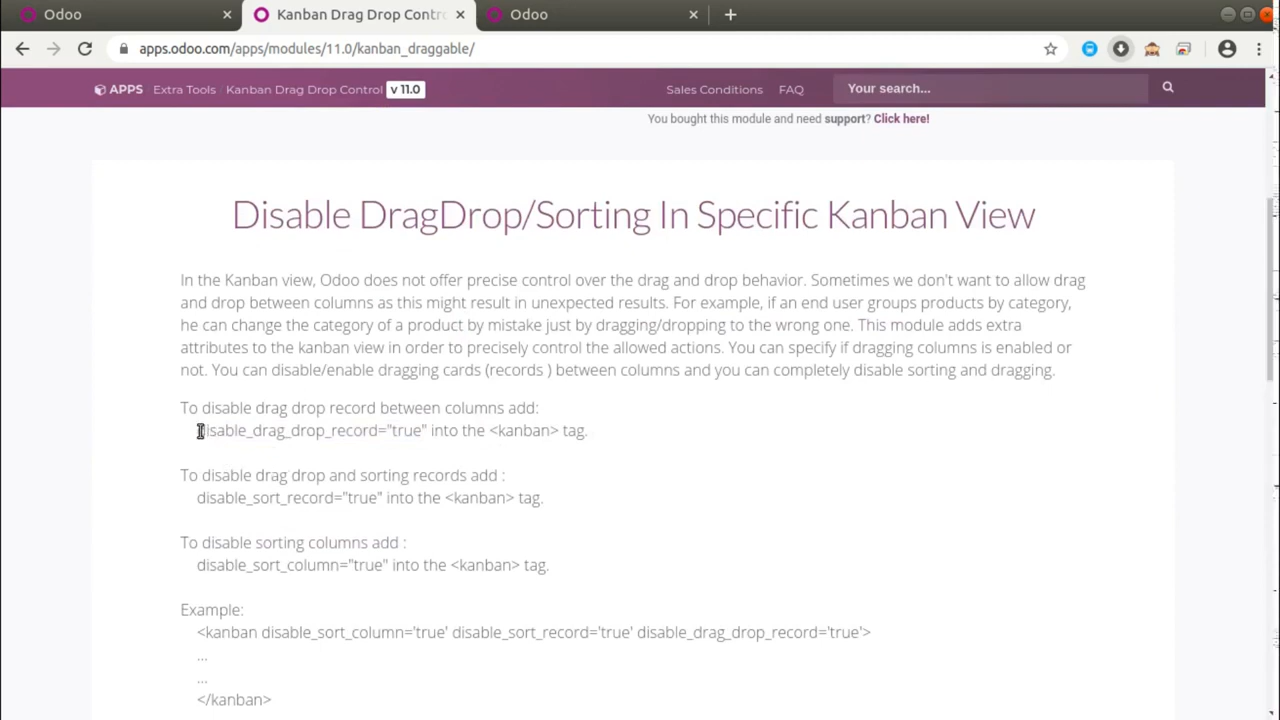 Odoo
Kanban Drag Drop Contro
Odoo
apps.odoo.com/apps/modules/11.0/kanban_draggable/
APPS Extra Tools Kanban Drag Drop Control v 11.0 Sales Conditions FAQ Your search...
You bought this module and need support? Click here!
Disable DragDrop/Sorting In Specific Kanban View
In the Kanban view, Odoo does not offer precise control over the drag and drop behavior. Sometimes we don't want to allow drag
and drop between columns as this might result in unexpected results. For example, if an end user groups products by category,
he can change the category of a product by mistake just by dragging/dropping to the wrong one. This module adds extra
attributes to the kanban view in order to precisely control the allowed actions. You can specify if dragging columns is enabled or
not. You can disable/enable dragging cards (records ) between columns and you can completely disable sorting and dragging.
To disable drag drop record between columns add:
disable_drag_drop_record="true" into the <kanban> tag.
To disable drag drop and sorting records add :
disable_sort_record="true" into the <kanban> tag.
To disable sorting columns add :
disable_sort_column="true" into the <kanban> tag.
Example:
<kanban disable_sort_column='true' disable_sort_record='true' disable_drag_drop_record='true'>
...
...
</kanban>